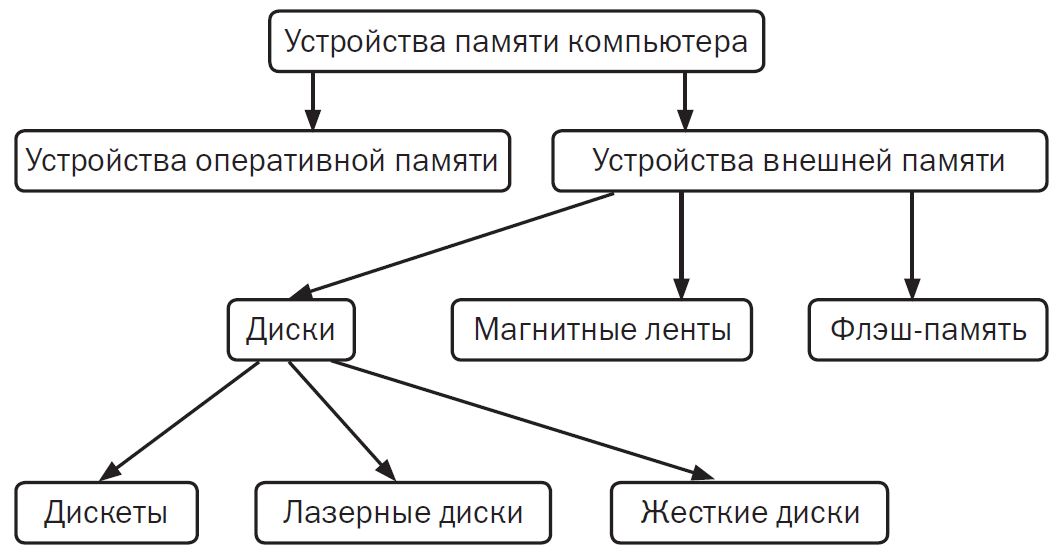 Устройства памяти компьютера
Устройства оперативной памяти
Устройства внешней памяти
Диски
Магнитные ленты
Флэш-память
Дискеты
Лазерные диски
Жесткие диски